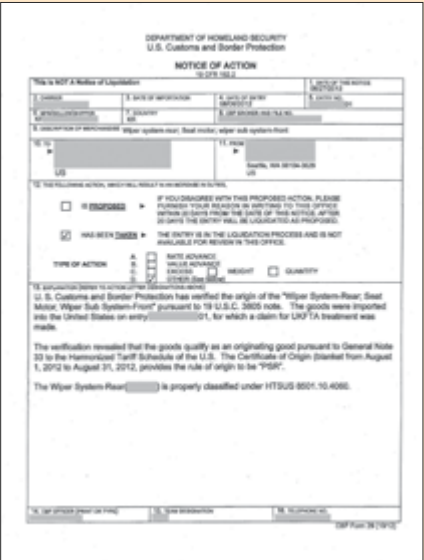 DEPARTMENT OF HOMELAND SECURITY
U.S. Customs and Border Protection
NOTICE OF ACTION
19 CFR 152.2
This is NOT A Notice of Liquidation
1. DATE OF THIS NOTICE
2. CARRIER
3. DATE OF IMPORTATION
4. DATE OF ENTRY
5. ENTRY NO.
01
7. COUNTRY
8. CBP BROKER AND FILE NO.
9. DESCRIPTION OF MERCHANDISE Wiper system-rear; Seat motor; wiper sub system-front
10. TO
US
11. FROM
Seattle, WA
US
12. THE FOLLOWING ACTION, WHICH WILL RESULT IN AN INCREASE IN DUTIES,
IS PROPOSED
IF YOU DISAGREE WITH THIS PROPOSED ACTION, PLEASE
FURNISH YOUR REASON IN WRITING TO THIS OFFICE
WITHIN 20 DAYS FROM THE DATE OF THIS NOTICE. AFTER
20 DAYS THE ENTRY WILL BE LIQUIDATED AS PROPOSED.
HAS BEEN TAKEN
THE ENTRY IS IN THE LIQUIDATION PROCESS AND IS NOT
AVAILABLE FOR REVIEW IN THIS OFFICE.
TYPE OF ACTION
A. RATE ADVANCE
B. VALUE ADVANCE
C. EXCESS WEIGHT QUANTITY
D. OTHER (See below)
13. EXPLANATION (REFER TO ACTION LETTER DESIGNATIONS ABOVE)
U. S. Customs and Border Protection has verified the origin of the "Wiper System-Rear; Seat
Motor; Wiper Sub System-Front" pursuant to 19 U.S.C. 3805 note. The goods were imported
into the United States on entry 01, for which a claim for UKFTA treatment was
made.
The verification revealed that the goods qualify as an originating good pursuant to General Note
33 to the Harmonized Tariff Schedule of the U.S. The Certificate of Origin (blanket from August
1, 2012 to August 31, 2012, provides the rule of origin to be "PSR".
The Wiper System-Rear is properly classified under HTSUS 8501.10.4060.
14. CBP OFFICER (PRINT OR TYPE)
15. TEAM DESIGNATION
16. TELEPHONE NO.
CBP Form 29 (10/12)